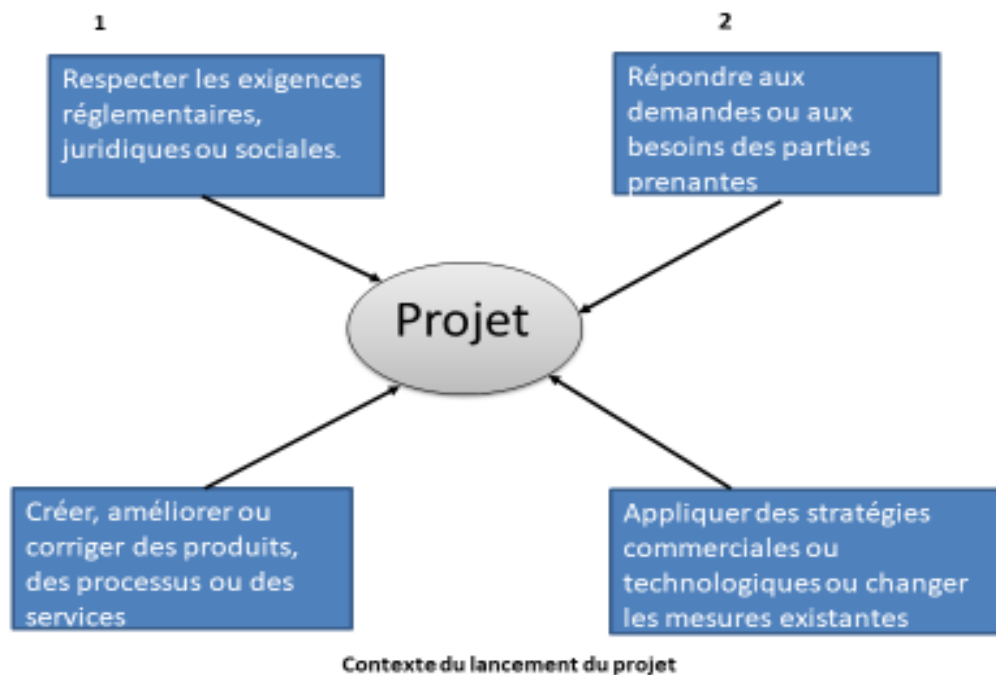 1
2
Respecter les exigences
réglementaires,
juridiques ou sociales.
Répondre aux
demandes ou aux
besoins des parties
prenantes
Projet
Créer, améliorer ou
corriger des produits,
des processus ou des
services
Appliquer des stratégies
commerciales ou
technologiques ou changer
les mesures existantes
Contexte du lancement du projet